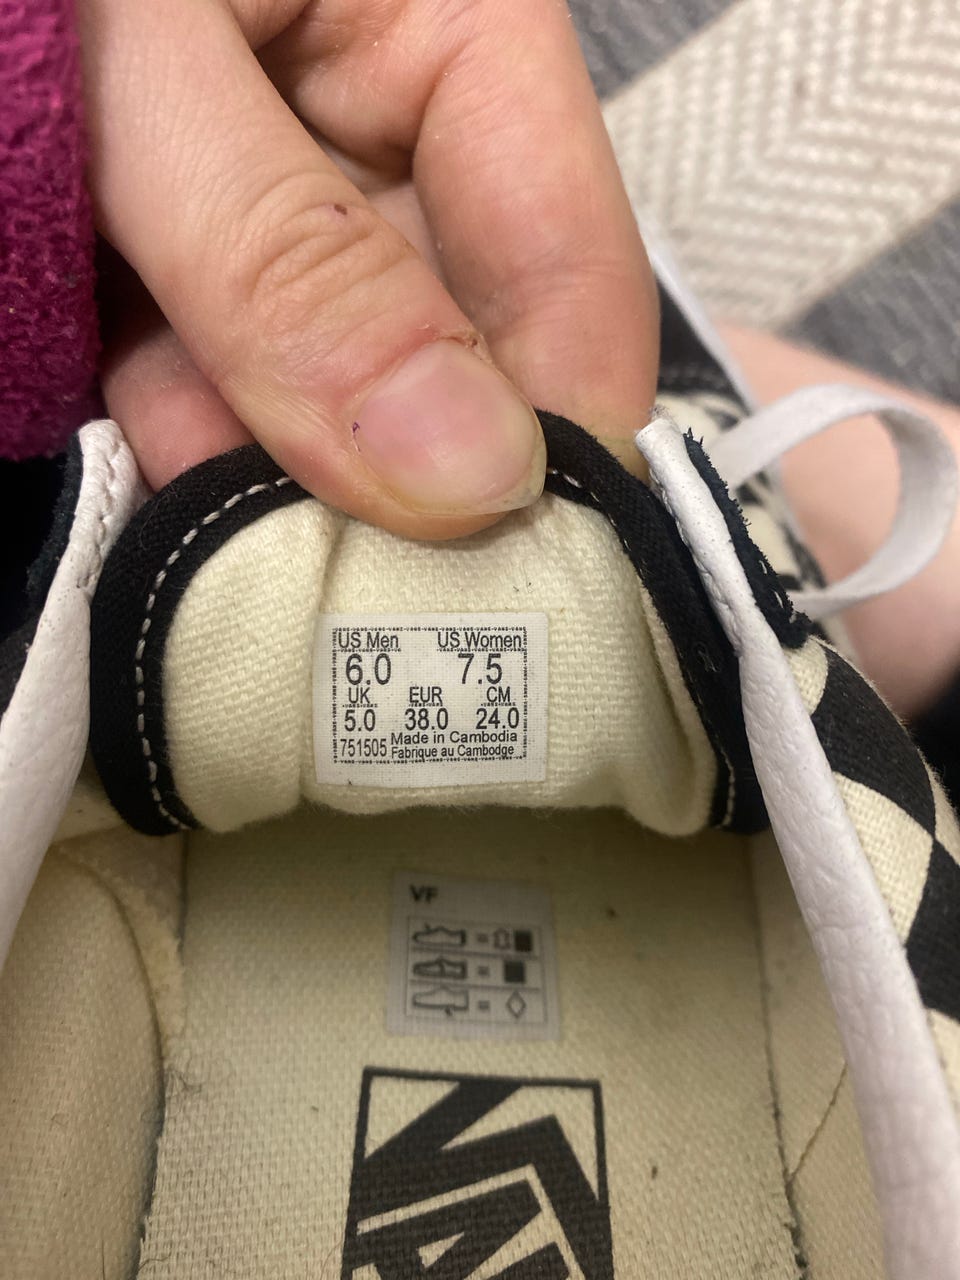 US Men US Women
6.0 7.5
UK EUR CM
5.0 38.0 24.0
751505 Made in Cambodia
Fabrique au Cambodge
VF
VAN